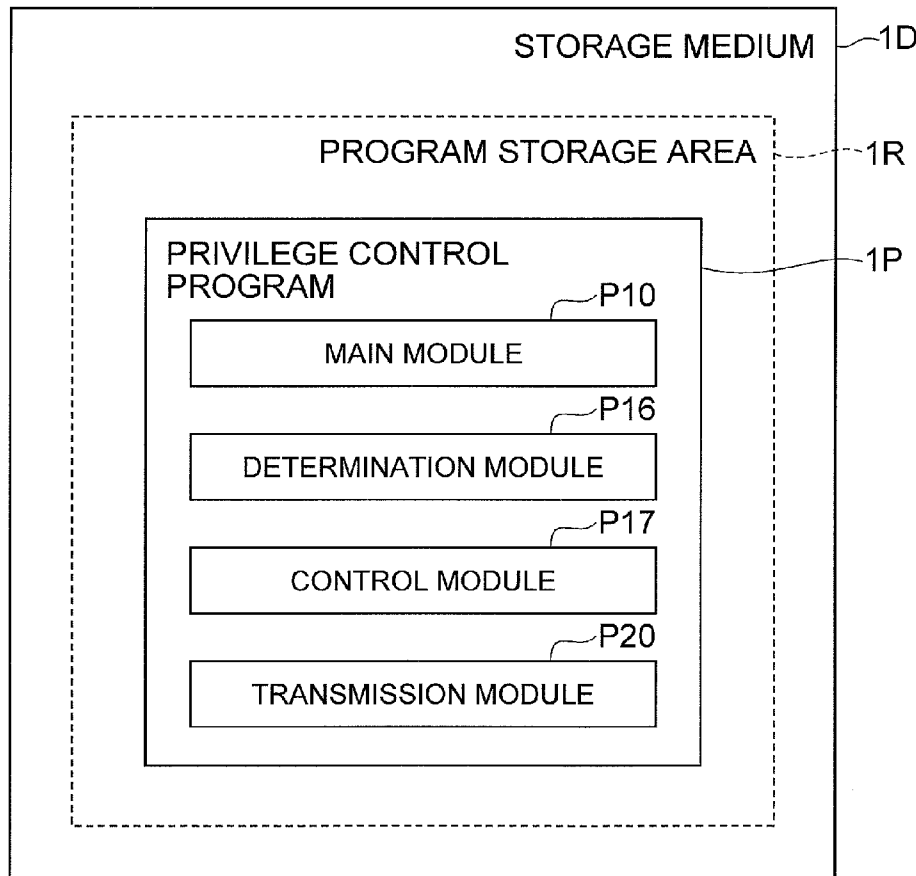 STORAGE MEDIUM
1D
PROGRAM STORAGE AREA
1R
PRIVILEGE CONTROL
PROGRAM
1P
P10
MAIN MODULE
P16
DETERMINATION MODULE
P17
CONTROL MODULE
P20
TRANSMISSION MODULE